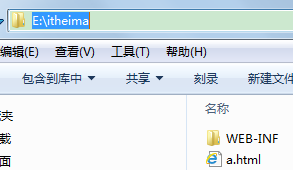 E:\itheima
编辑(E) 查看(V) 工具(T) 帮助(H)
包含到库中 共享 刻录 新建文件
名称
夹
WEB-INF
载
a.html
面